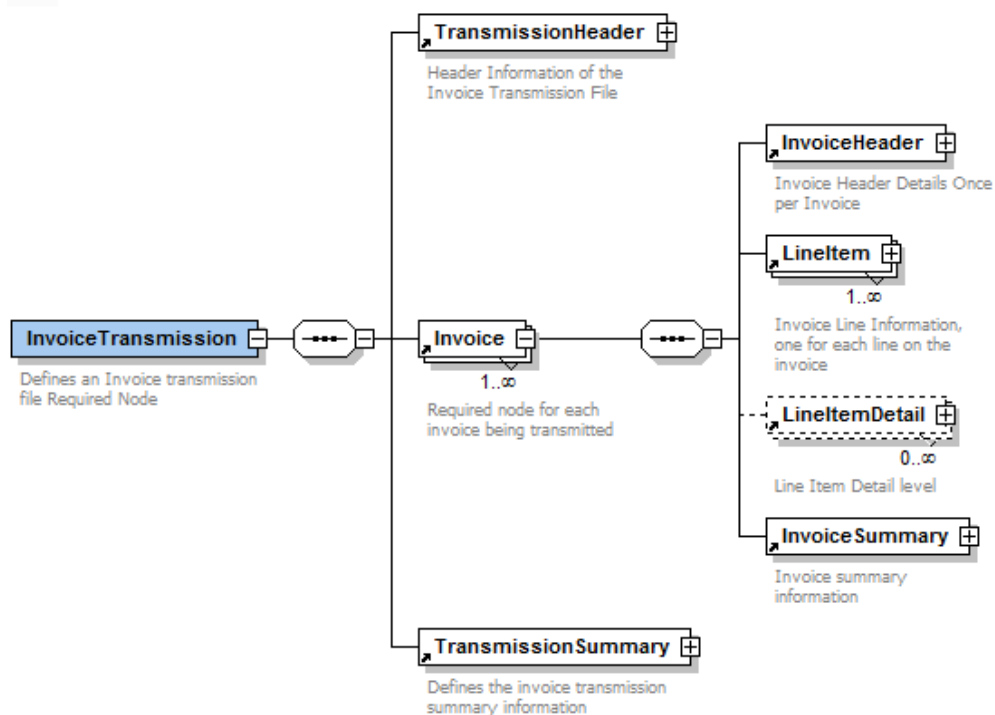 TransmissionHeader
Header Information of the
Invoice Transmission File
InvoiceHeader
Invoice Header Details Once
per Invoice
LineItem
1..∞
Invoice Line Information,
one for each line on the
invoice
InvoiceTransmission
Defines an Invoice transmission
file Required Node
Invoice
1..∞
Required node for each
invoice being transmitted
LineItemDetail
0..∞
Line Item Detail level
InvoiceSummary
Invoice summary
information
TransmissionSummary
Defines the invoice transmission
summary information